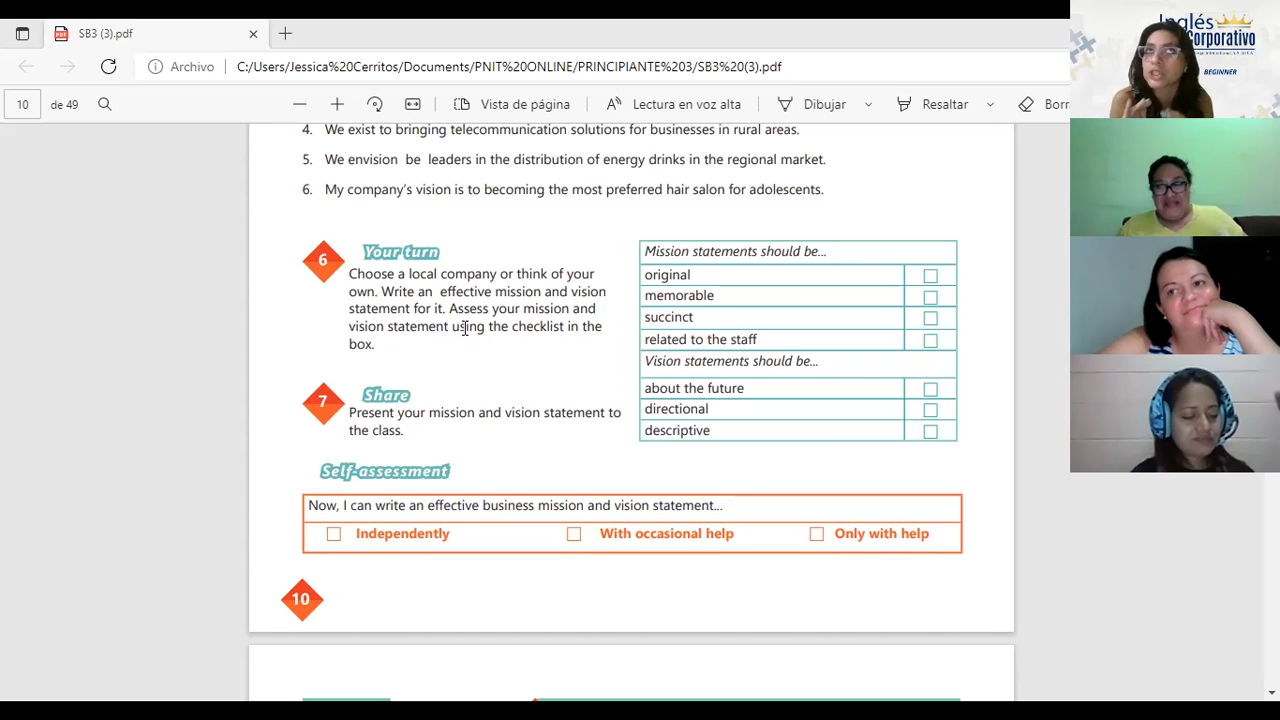 SB3 (3).pdf
Archivo
C:/Users/Jessica%20Cerritos/Documents/PNE%20ONLINE/PRINCIPIANTE%203/SB3%20(3).pdf
10 de 49
Vista de página
Lectura en voz alta
Dibujar
Resaltar
Borr
Inglés
Corporativo
BEGINNER
4. We exist to bringing telecommunication solutions for businesses in rural areas.
5. We envision be leaders in the distribution of energy drinks in the regional market.
6. My company's vision is to becoming the most preferred hair salon for adolescents.
6
Your turn
Choose a local company or think of your
own. Write an effective mission and vision
statement for it. Assess your mission and
vision statement using the checklist in the
box.
Mission statements should be...
original
memorable
succinct
related to the staff
Vision statements should be...
about the future
directional
descriptive
7
Share
Present your mission and vision statement to
the class.
Self-assessment
Now, I can write an effective business mission and vision statement...
Independently
With occasional help
Only with help
10